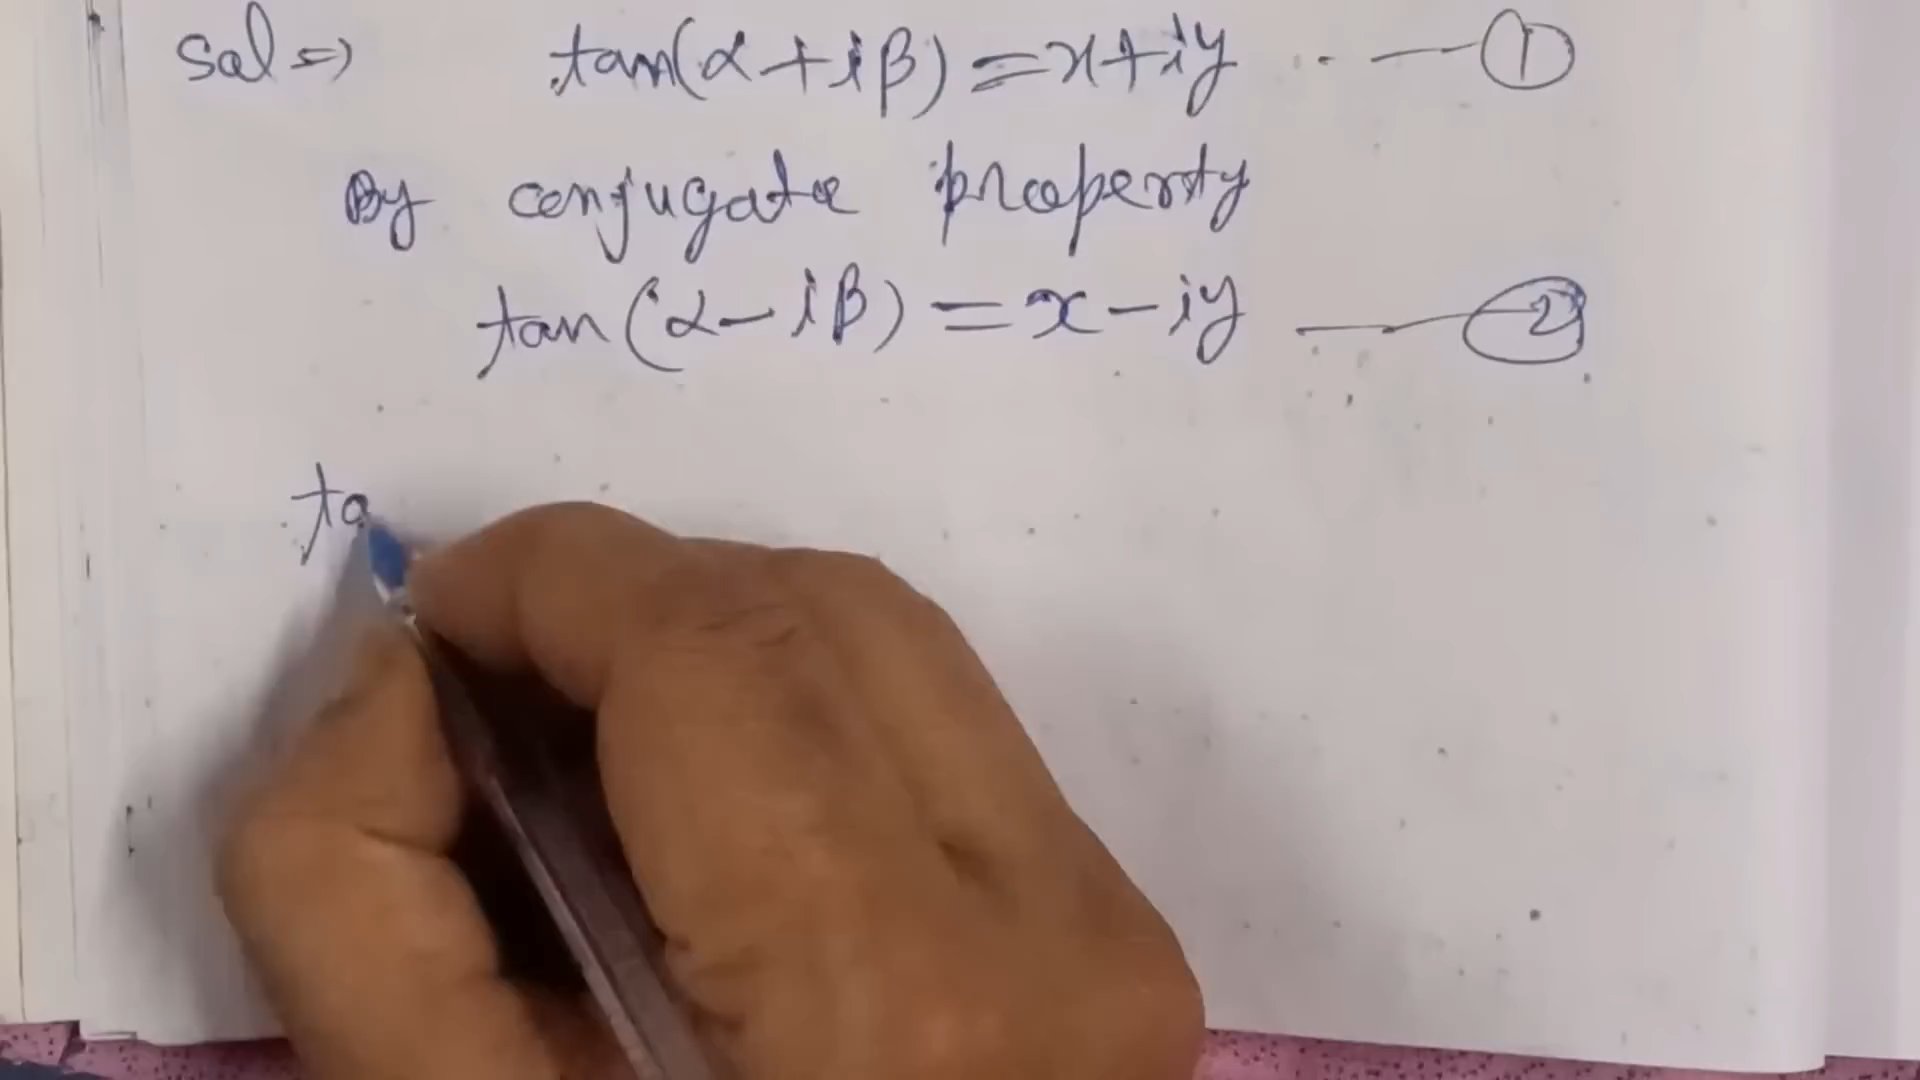 Sol ⇒ tan(α + iβ) = x + iy .. — ①
By conjugate property
tan(α - iβ) = x - iy — ②
ta